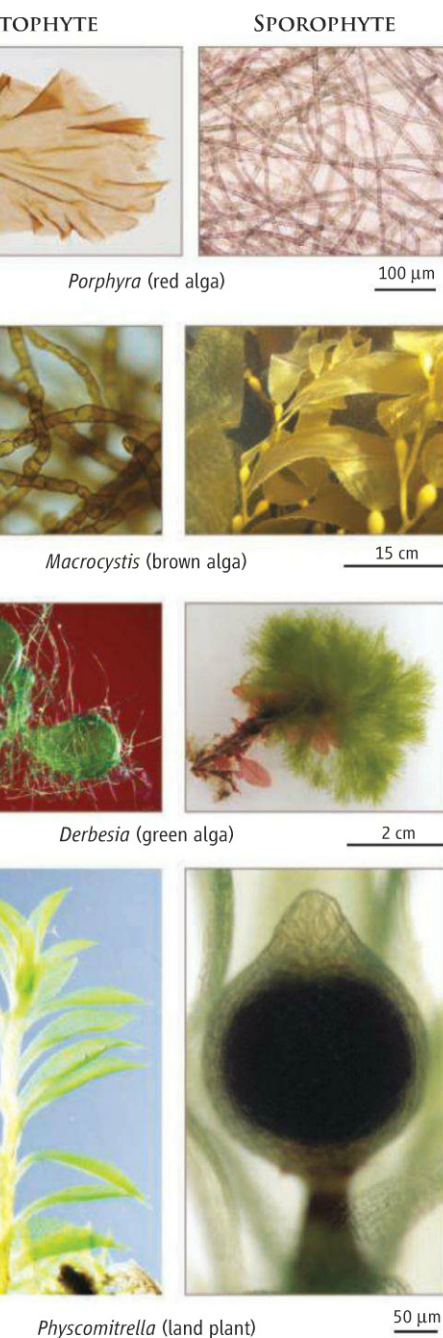 TOPHYTE SPOROPHYTE
Porphyra (red alga)
100 µm
Macrocystis (brown alga)
15 cm
Derbesia (green alga)
2 cm
Physcomitrella (land plant)
50 µm